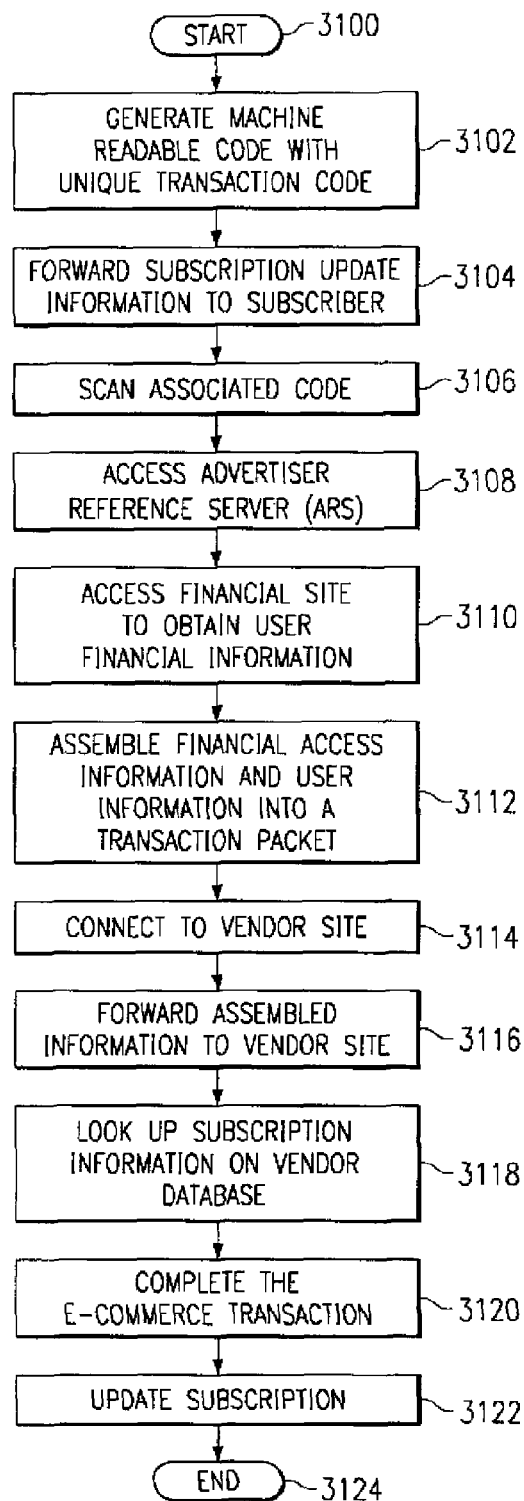 START
3100
GENERATE MACHINE
READABLE CODE WITH
UNIQUE TRANSACTION CODE
3102
FORWARD SUBSCRIPTION UPDATE
INFORMATION TO SUBSCRIBER
3104
SCAN ASSOCIATED CODE
3106
ACCESS ADVERTISER
REFERENCE SERVER (ARS)
3108
ACCESS FINANCIAL SITE
TO OBTAIN USER
FINANCIAL INFORMATION
3110
ASSEMBLE FINANCIAL ACCESS
INFORMATION AND USER
INFORMATION INTO A
TRANSACTION PACKET
3112
CONNECT TO VENDOR SITE
3114
FORWARD ASSEMBLED
INFORMATION TO VENDOR SITE
3116
LOOK UP SUBSCRIPTION
INFORMATION ON VENDOR
DATABASE
3118
COMPLETE THE
E-COMMERCE TRANSACTION
3120
UPDATE SUBSCRIPTION
3122
END
3124